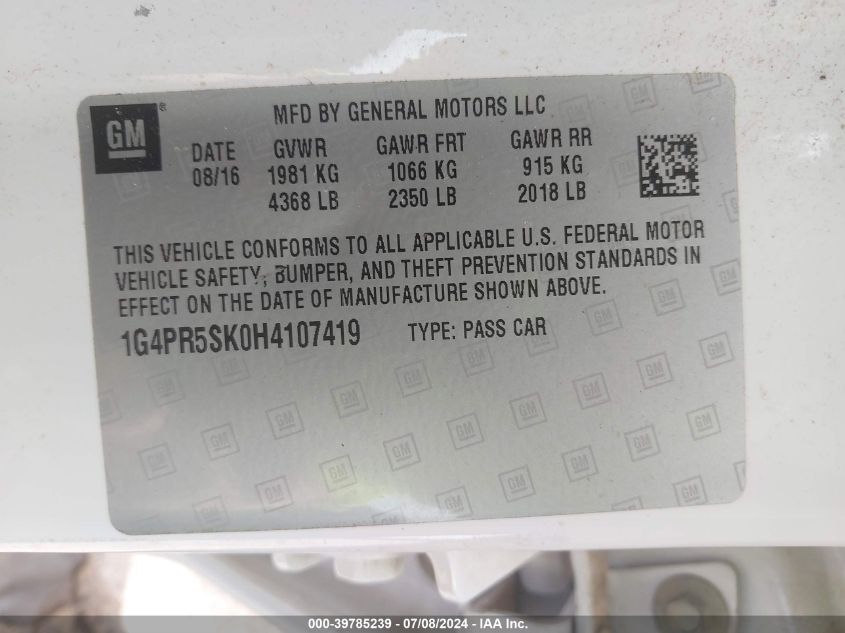 GM®
MFD BY GENERAL MOTORS LLC
DATE GVWR GAWR FRT GAWR RR
08/16 1981 KG 1066 KG 915 KG
4368 LB 2350 LB 2018 LB
THIS VEHICLE CONFORMS TO ALL APPLICABLE U.S. FEDERAL MOTOR
VEHICLE SAFETY, BUMPER, AND THEFT PREVENTION STANDARDS IN
EFFECT ON THE DATE OF MANUFACTURE SHOWN ABOVE.
1G4PR5SK0H4107419 TYPE: PASS CAR
000-39785239 - 07/08/2024 - IAA Inc.